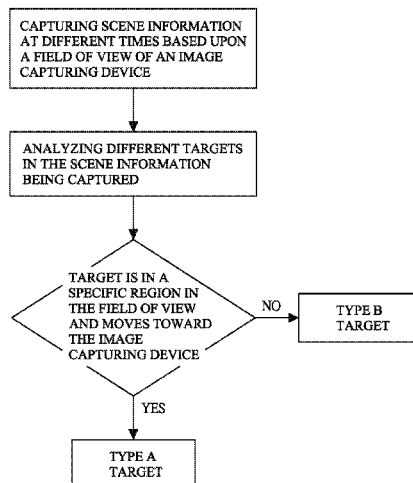 CAPTURING SCENE INFORMATION
AT DIFFERENT TIMES BASED UPON
A FIELD OF VIEW OF AN IMAGE
CAPTURING DEVICE
ANALYZING DIFFERENT TARGETS
IN THE SCENE INFORMATION
BEING CAPTURED
TARGET IS IN A
SPECIFIC REGION IN
THE FIELD OF VIEW
AND MOVES TOWARD
THE IMAGE
CAPTURING DEVICE
NO
TYPE B
TARGET
YES
TYPE A
TARGET